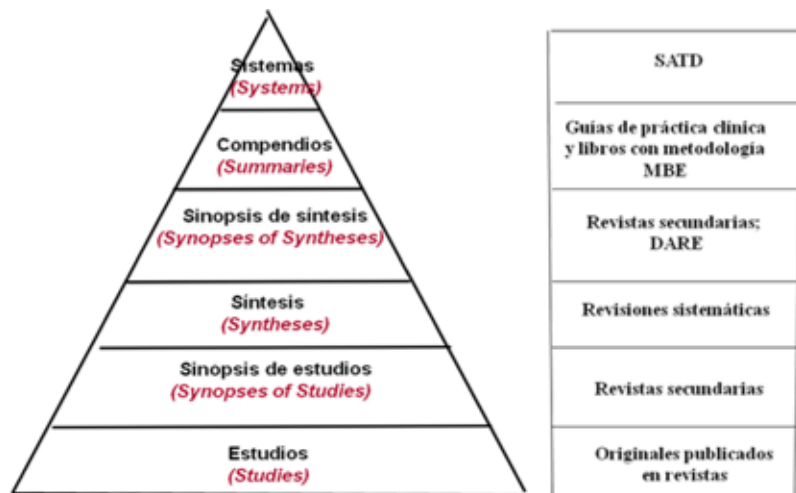 Sistemas
(Systems)
SATD
Compendios
(Summaries)
Guías de práctica clínica
y libros con metodología
MBE
Sinopsis de síntesis
(Synopses of Syntheses)
Revistas secundarias;
DARE
Síntesis
(Syntheses)
Revisiones sistemáticas
Sinopsis de estudios
(Synopses of Studies)
Revistas secundarias
Estudios
(Studies)
Originales publicados
en revistas